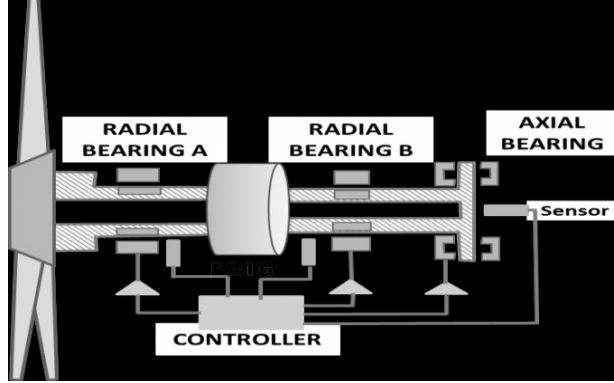 RADIAL
BEARING A
RADIAL
BEARING B
AXIAL
BEARING
Sensor
PMG
CONTROLLER